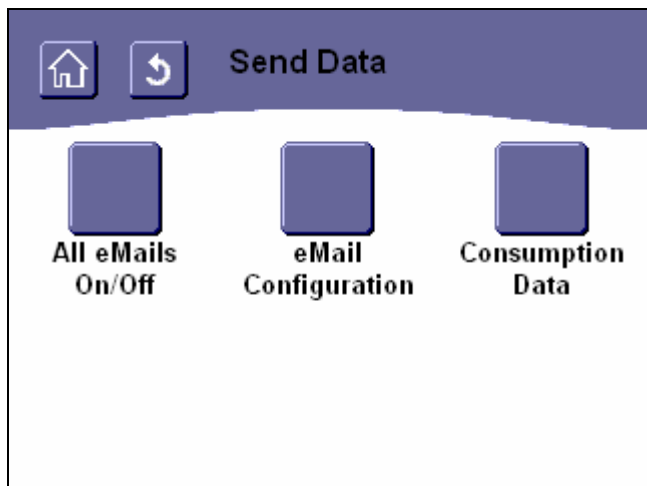 Send Data
All eMails
On/Off
eMail
Configuration
Consumption
Data